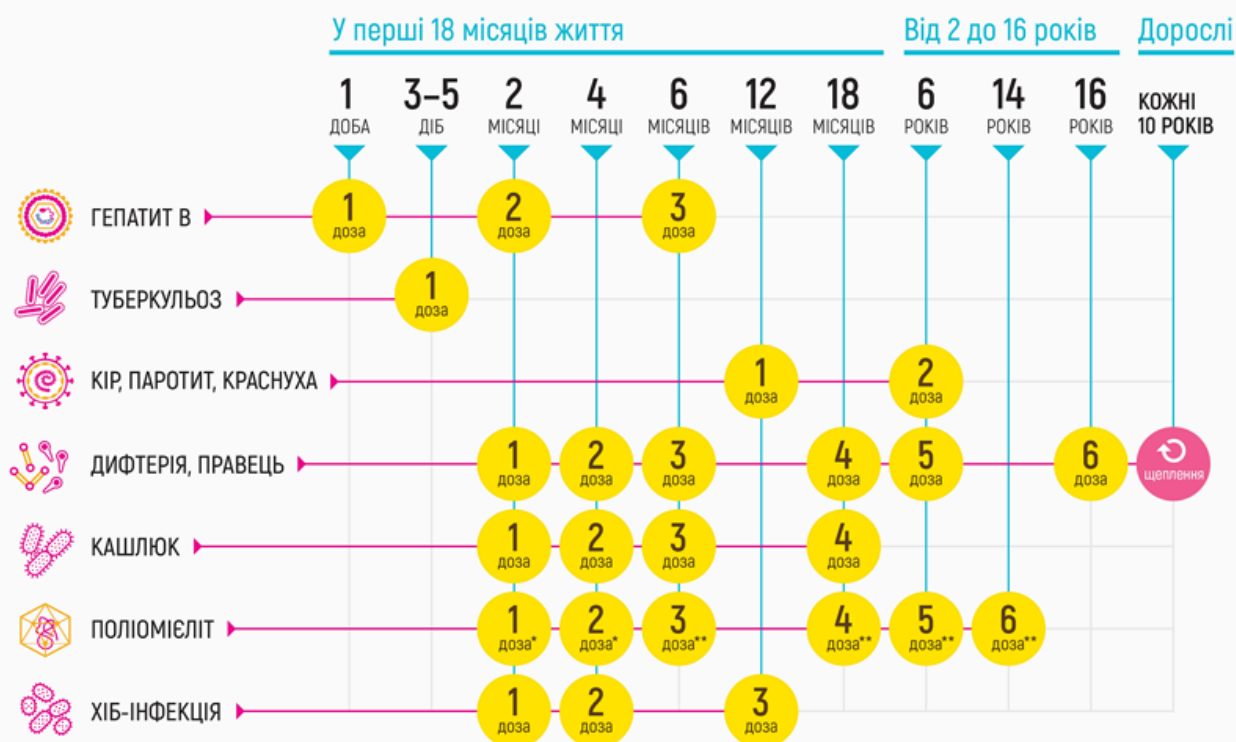 У перші 18 місяців життя Від 2 до 16 років Дорослі
1 3–5 2 4 6 12 18 6 14 16 КОЖНІ
ДОБА ДІБ МІСЯЦІ МІСЯЦІ МІСЯЦІВ МІСЯЦІВ МІСЯЦІВ РОКІВ РОКІВ РОКІВ 10 РОКІВ
ГЕПАТИТ В 1 2 3
доза доза доза
ТУБЕРКУЛЬОЗ 1
доза
КІР, ПАРОТИТ, КРАСНУХА 1 2
доза доза
ДИФТЕРІЯ, ПРАВЕЦЬ 1 2 3 4 5 6
доза доза доза доза доза доза щеплення
КАШЛЮК 1 2 3 4
доза доза доза доза
ПОЛІОМІЄЛІТ 1 2 3 4 5 6
доза* доза* доза** доза** доза** доза**
ХІБ-ІНФЕКЦІЯ 1 2 3
доза доза доза